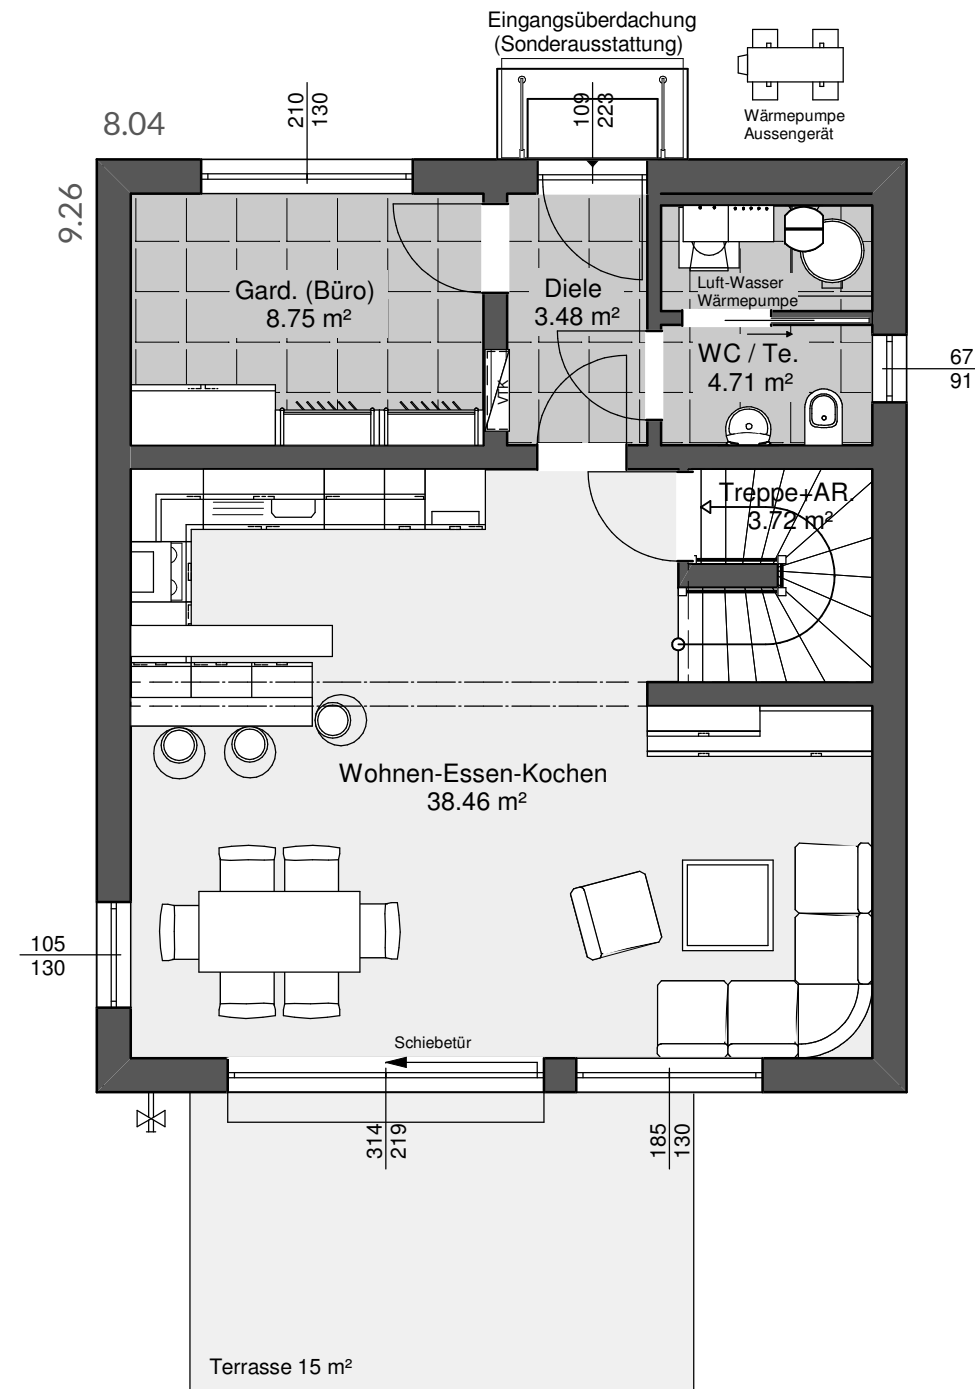 Eingangsüberdachung
(Sonderausstattung)
Wärmepumpe
Aussengerät
8.04
9.26
210
130
109
223
Gard. (Büro)
8.75 m²
Diele
3.48 m²
Luft-Wasser
Wärmepumpe
WC / Te.
4.71 m²
67
91
VTK
Treppe+AR.
3.72 m²
Wohnen-Essen-Kochen
38.46 m²
105
130
Schiebetür
314
219
185
130
Terrasse 15 m²